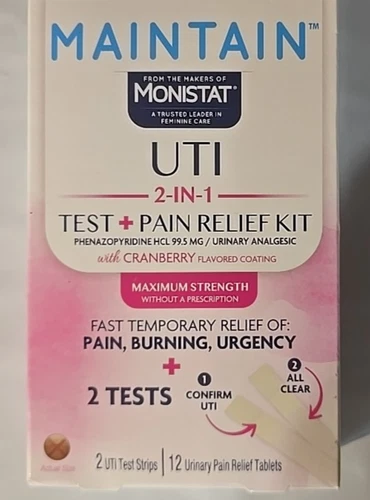 MAINTAIN™
FROM THE MAKERS OF
MONISTAT®
A TRUSTED LEADER IN
FEMININE CARE
UTI
2-IN-1
TEST + PAIN RELIEF KIT
PHENAZOPYRIDINE HCL 99.5 MG / URINARY ANALGESIC
with CRANBERRY FLAVORED COATING
MAXIMUM STRENGTH
WITHOUT A PRESCRIPTION
FAST TEMPORARY RELIEF OF:
PAIN, BURNING, URGENCY
+
2 TESTS
1
CONFIRM
UTI
2
ALL
CLEAR
Actual Size
2 UTI Test Strips | 12 Urinary Pain Relief Tablets